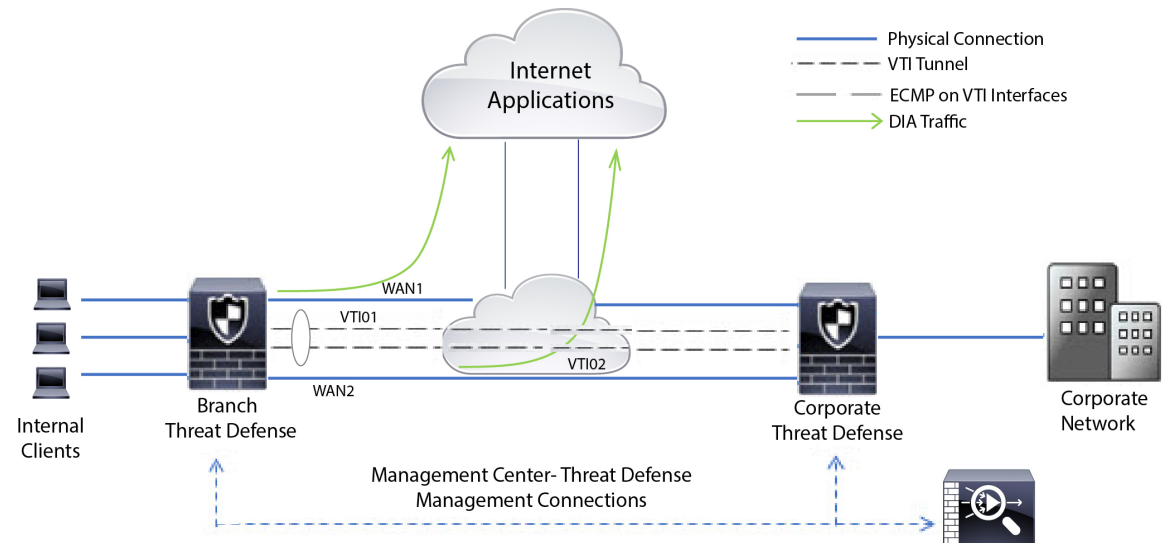 Internet
Applications
Physical Connection
VTI Tunnel
ECMP on VTI Interfaces
DIA Traffic
WAN1
VTI01
VTI02
WAN2
Internal
Clients
Branch
Threat Defense
Corporate
Threat Defense
Corporate
Network
Management Center- Threat Defense
Management Connections